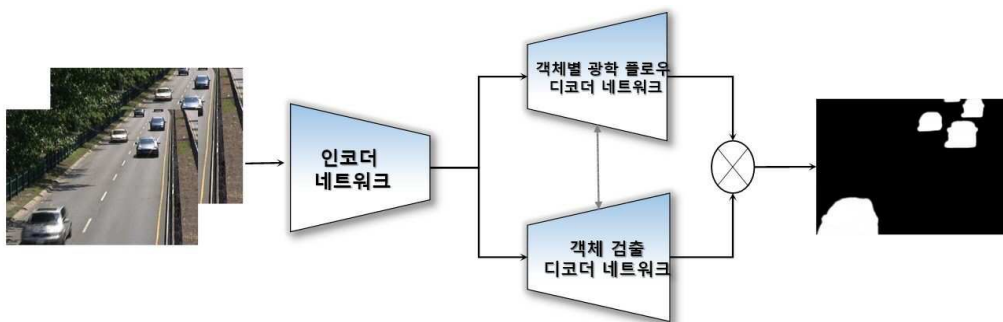 인코더
네트워크
객체별 광학 플로우
디코더 네트워크
객체 검출
디코더 네트워크